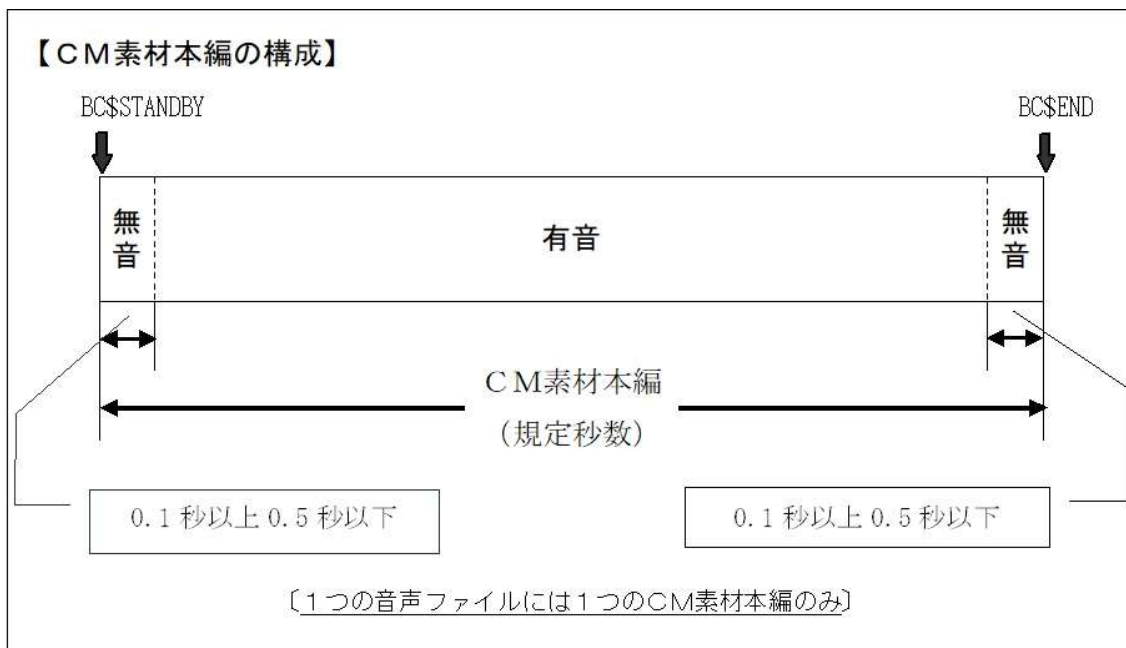 【ＣＭ素材本編の構成】
BC$STANDBY
BC$END
無音
有音
無音
ＣＭ素材本編
（規定秒数）
0.1秒以上0.5秒以下
0.1秒以上0.5秒以下
〔１つの音声ファイルには１つのＣＭ素材本編のみ〕